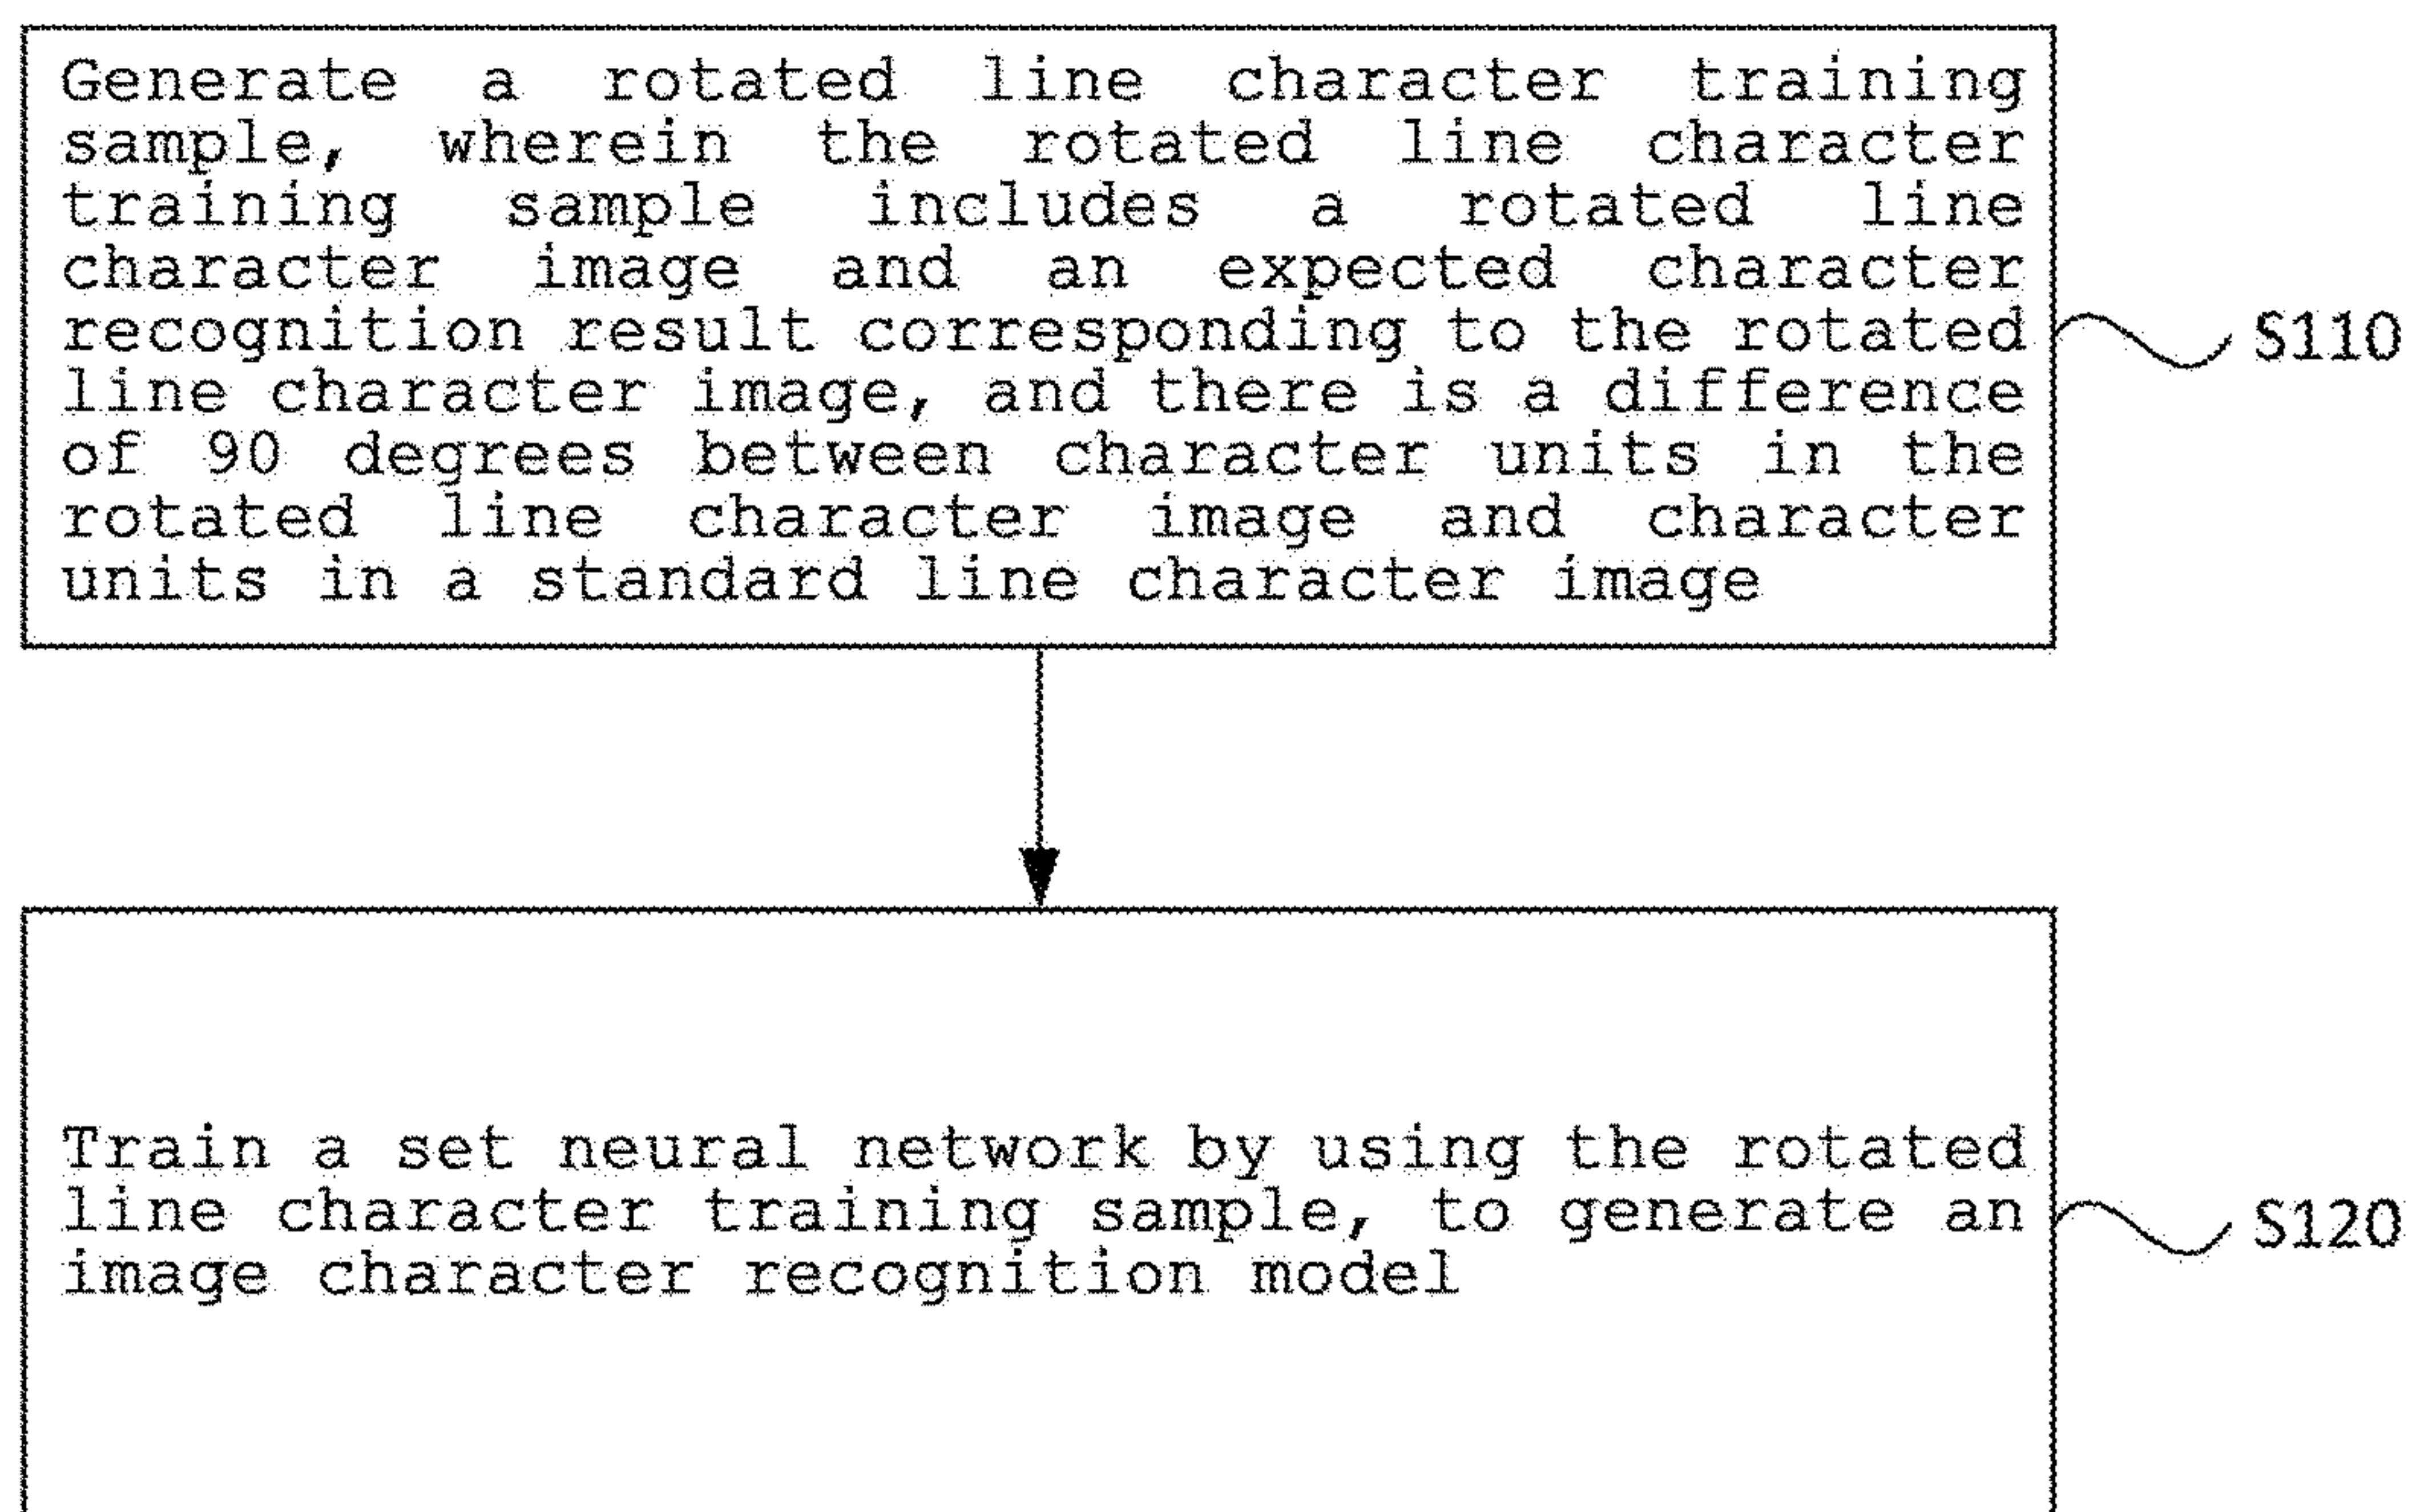 Generate a rotated line character training
sample, wherein the rotated line character
training sample includes a rotated line
character image and an expected character
recognition result corresponding to the rotated
line character image, and there is a difference
of 90 degrees between character units in the
rotated line character image and character
units in a standard line character image
S110
Train a set neural network by using the rotated
line character training sample, to generate an
image character recognition model
S120